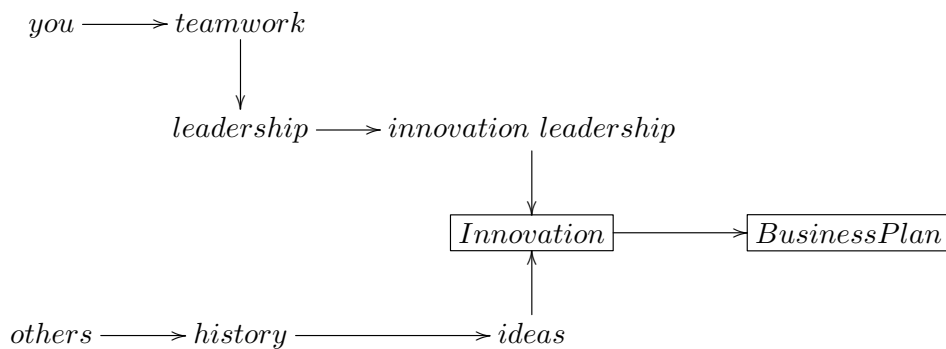 you teamwork
leadership innovation leadership
Innovation BusinessPlan
others history ideas